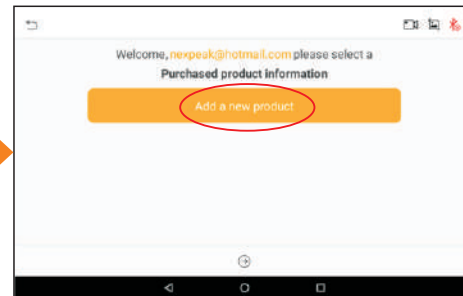 Welcome, nexpeak@hotmail.com please select a
Purchased product information
Add a new product